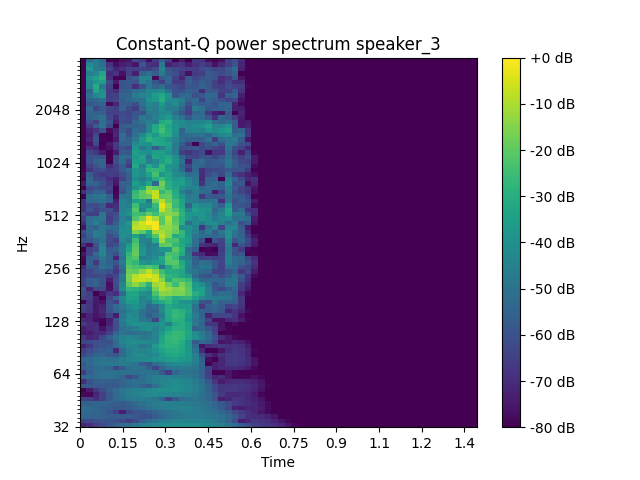 Constant-Q power spectrum speaker_3
Hz
2048
1024
512
256
128
64
32
0 0.15 0.3 0.45 0.6 0.75 0.9 1.1 1.2 1.4
Time
+0 dB
-10 dB
-20 dB
-30 dB
-40 dB
-50 dB
-60 dB
-70 dB
-80 dB